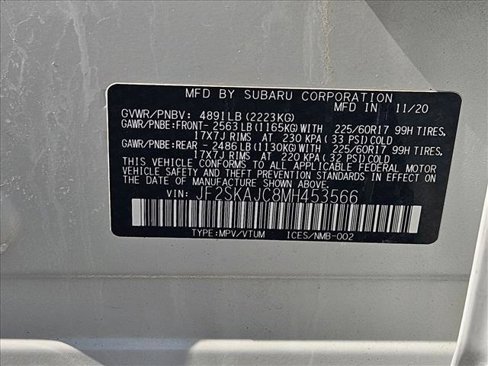 MFD BY SUBARU CORPORATION
MFD IN 11/20
GVWR/PNBV: 4891LB (2223KG)
GAWR/PNBE:FRONT- 2563LB (1165KG) WITH 225/60R17 99H TIRES.
17X7J RIMS AT 230 KPA (33 PSI) COLD
GAWR/PNBE:REAR - 2486LB (1130KG) WITH 225/60R17 99H TIRES.
17X7J RIMS AT 220 KPA (32 PSI) COLD
THIS VEHICLE CONFORMS TO ALL APPLICABLE FEDERAL MOTOR VEHICLE
SAFETY AND THEFT PREVENTION STANDARDS IN EFFECT ON
THE DATE OF MANUFACTURE SHOWN ABOVE.
VIN: JF2SKAJC8MH453566
TYPE:MPV/VTUM ICES/NMB-002